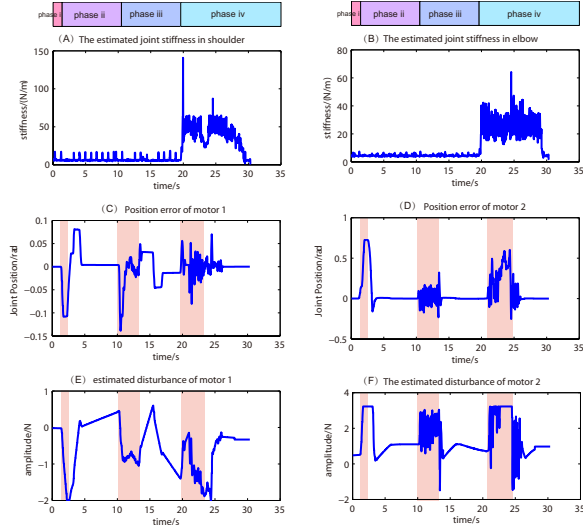 phase i phase ii phase iii phase iv
phase i phase ii phase iii phase iv
(A) The estimated joint stiffness in shoulder
(B) The estimated joint stiffness in elbow
stiffness/(N/m)
150
100
50
0
0 5 10 15 20 25 30 35
time/s
stiffness/(N/m)
80
60
40
20
0
0 5 10 15 20 25 30 35
time/s
(C) Position error of motor 1
(D) Position error of motor 2
Joint Position/rad
0.1
0.05
0
−0.05
−0.1
−0.15
0 5 10 15 20 25 30 35
time/s
Joint Position/rad
1
0.5
0
−0.5
0 5 10 15 20 25 30 35
time/s
(E) estimated disturbance of motor 1
(F) The estimated disturbance of motor 2
amplitude/N
1
0
−1
−2
0 5 10 15 20 25 30 35
time/s
amplitude/N
4
2
0
−2
0 5 10 15 20 25 30 35
time/s